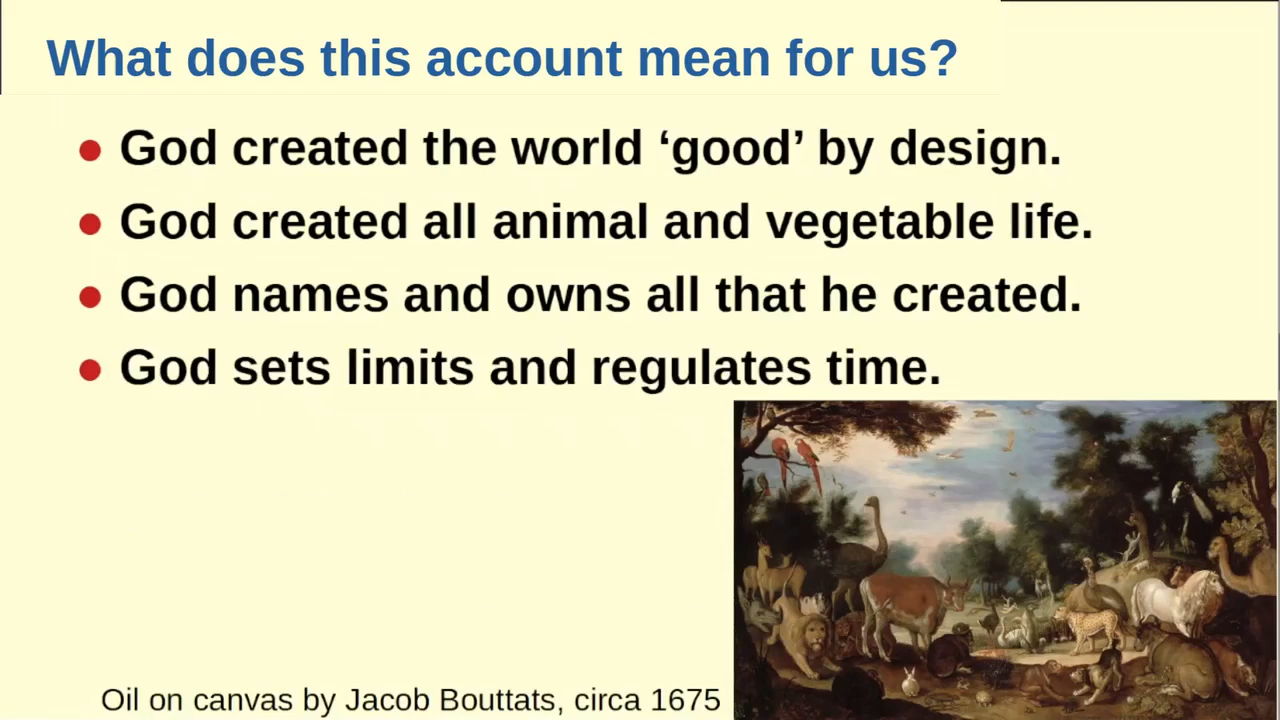 What does this account mean for us?
● God created the world ‘good’ by design.
● God created all animal and vegetable life.
● God names and owns all that he created.
● God sets limits and regulates time.
Oil on canvas by Jacob Bouttats, circa 1675